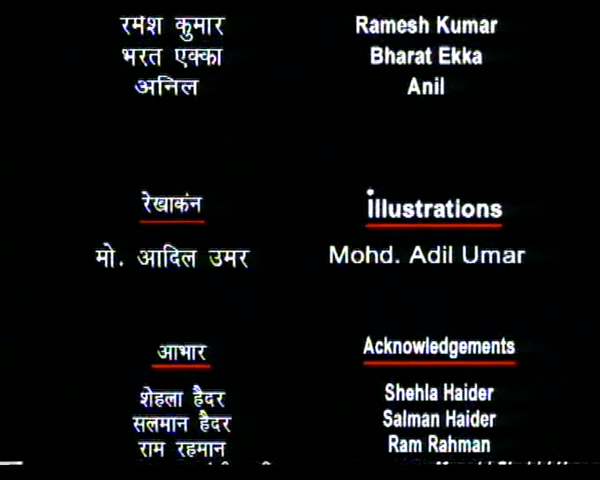 रमेश कुमार Ramesh Kumar
भरत एक्का Bharat Ekka
अनिल Anil
रेखाकंन illustrations
मो. आदिल उमर Mohd. Adil Umar
आभार Acknowledgements
शेहला हैदर Shehla Haider
सलमान हैदर Salman Haider
राम रहमान Ram Rahman